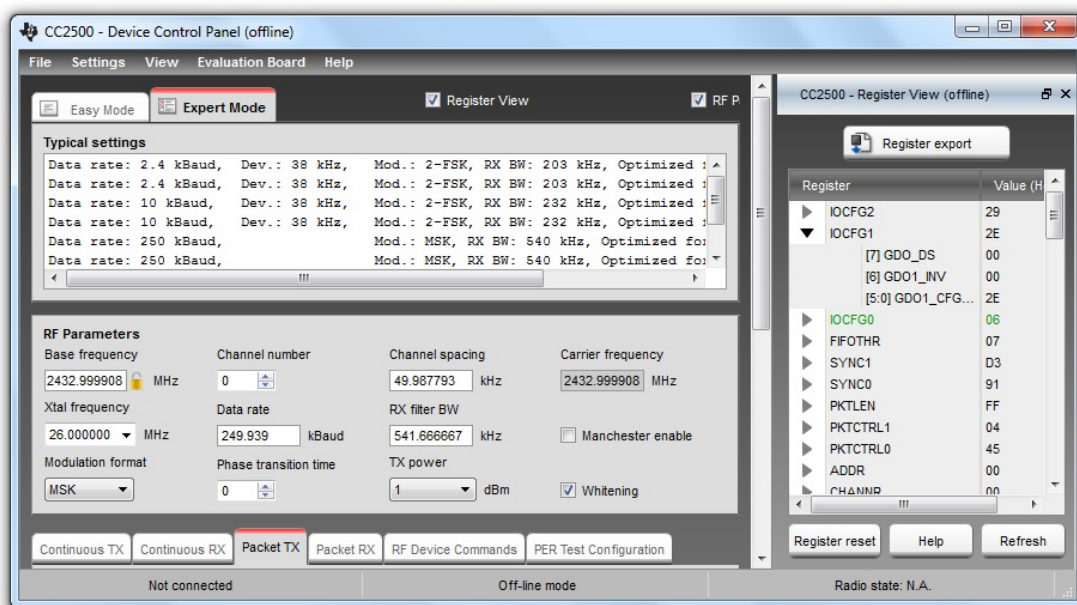 CC2500 - Device Control Panel (offline)
File Settings View Evaluation Board Help
Easy Mode Expert Mode Register View RF P
Typical settings
Data rate: 2.4 kBaud, Dev.: 38 kHz, Mod.: 2-FSK, RX BW: 203 kHz, Optimized f
Data rate: 2.4 kBaud, Dev.: 38 kHz, Mod.: 2-FSK, RX BW: 203 kHz, Optimized f
Data rate: 10 kBaud, Dev.: 38 kHz, Mod.: 2-FSK, RX BW: 232 kHz, Optimized f
Data rate: 10 kBaud, Dev.: 38 kHz, Mod.: 2-FSK, RX BW: 232 kHz, Optimized f
Data rate: 250 kBaud, Mod.: MSK, RX BW: 540 kHz, Optimized for
Data rate: 250 kBaud, Mod.: MSK, RX BW: 540 kHz, Optimized for
RF Parameters
Base frequency Channel number Channel spacing Carrier frequency
2432.999908 MHz 0 49.987793 kHz 2432.999908 MHz
Xtal frequency Data rate RX filter BW
26.000000 MHz 249.939 kBaud 541.666667 kHz Manchester enable
Modulation format Phase transition time TX power
MSK 0 1 dBm Whitening
Continuous TX Continuous RX Packet TX Packet RX RF Device Commands PER Test Configuration
CC2500 - Register View (offline)
Register export
Register Value (H
IOCFG2 29
IOCFG1 2E
[7] GDO_DS 00
[6] GDO1_INV 00
[5:0] GDO1_CFG... 2E
IOCFG0 06
FIFOTHR 07
SYNC1 D3
SYNC0 91
PKTLEN FF
PKTCTRL1 04
PKTCTRL0 45
ADDR 00
CHANNR 00
Register reset Help Refresh
Not connected Off-line mode Radio state: N.A.